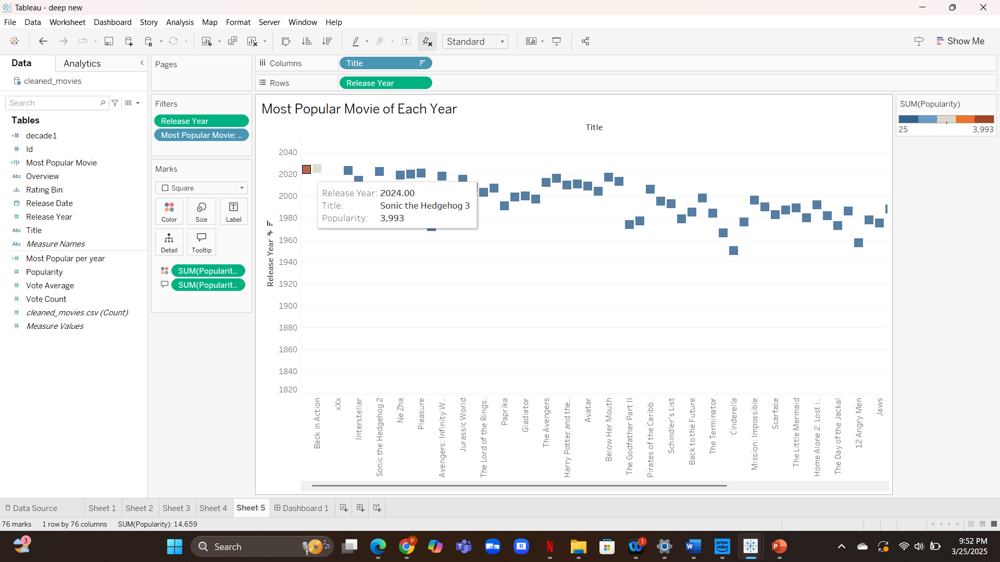 Tableau - deep new
File Data Worksheet Dashboard Story Analysis Map Format Server Window Help
Standard
Show Me
Data
Analytics
Pages
Columns
Title
cleaned_movies
Rows
Release Year
Search
Filters
Release Year
Most Popular Movie: ..
Tables
decade1
Id
Most Popular Movie
Abc Overview
Rating Bin
Release Date
Release Year
Abc Title
Abc Measure Names
Most Popular per year
Popularity
Vote Average
Vote Count
cleaned_movies.csv (Count)
Measure Values
Marks
Square
Color
Size
Label
Detail
Tooltip
SUM(Popularit..
SUM(Popularit..
Most Popular Movie of Each Year
Title
SUM(Popularity)
25
3,993
Release Year
2040
2020
2000
1980
1960
1940
1920
1900
1880
1860
1840
1820
Release Year: 2024.00
Title: Sonic the Hedgehog 3
Popularity: 3,993
Back in Action
xXx
Interstellar
Sonic the Hedgehog 2
Ne Zha
Pleasure
Avengers: Infinity W..
Jurassic World
The Lord of the Rings..
Paprika
Gladiator
The Avengers
Harry Potter and the..
Avatar
Below Her Mouth
The Godfather Part II
Pirates of the Caribb..
Schindler's List
Back to the Future
The Terminator
Cinderella
Mission: Impossible
Scarface
The Little Mermaid
Home Alone 2: Lost i..
The Day of the Jackal
12 Angry Men
Jaws
Data Source
Sheet 1
Sheet 2
Sheet 3
Sheet 4
Sheet 5
Dashboard 1
76 marks
1 row by 76 columns
SUM(Popularity): 14,659
3
Search
P
N
1
W
prime video
P
9:52 PM
3/25/2025